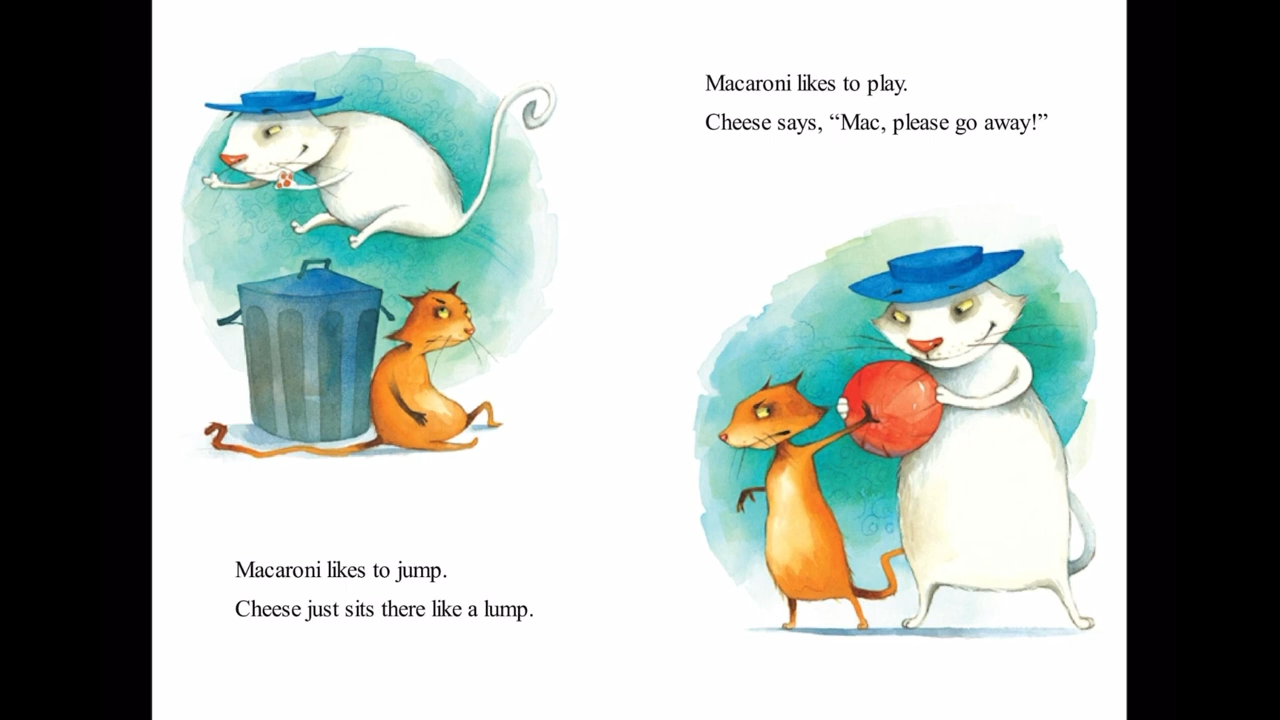 Macaroni likes to jump.
Cheese just sits there like a lump.
Macaroni likes to play.
Cheese says, “Mac, please go away!”